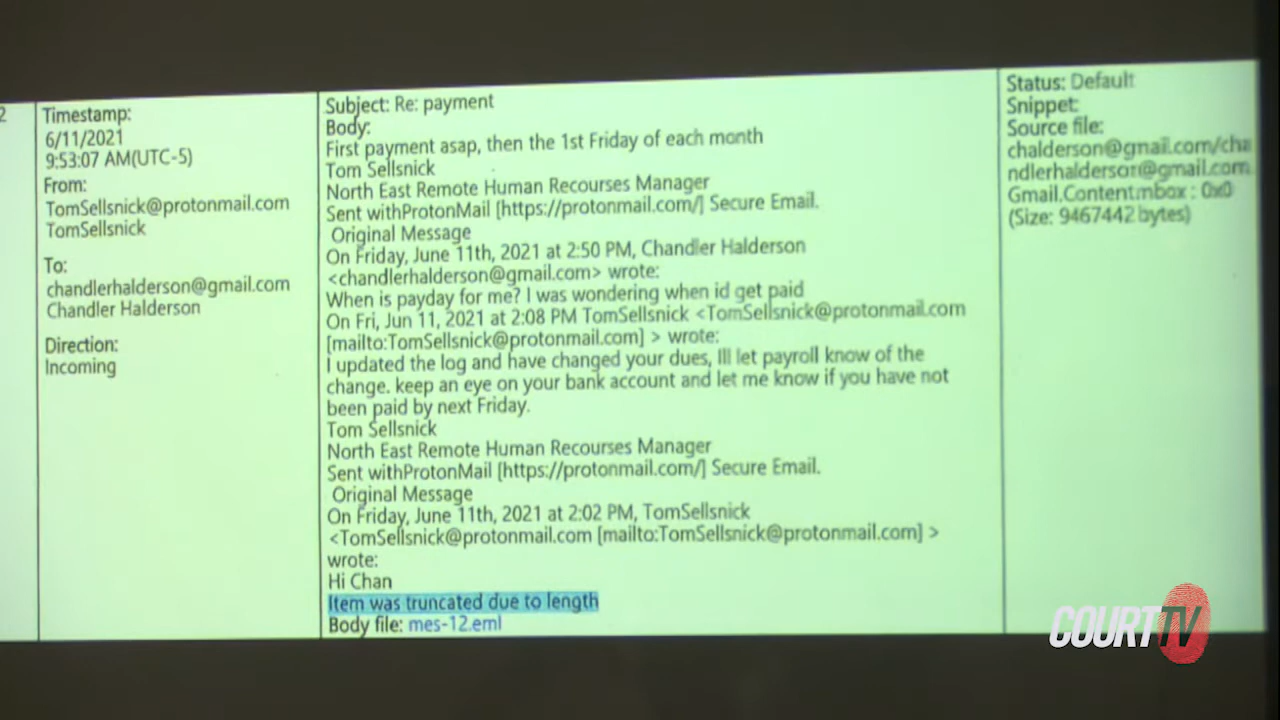 2
Timestamp:
6/11/2021
9:53:07 AM(UTC-5)
From:
TomSellsnick@protonmail.com
TomSellsnick
To:
chandlerhalderson@gmail.com
Chandler Halderson
Direction:
Incoming
Subject: Re: payment
Body:
First payment asap, then the 1st Friday of each month
Tom Sellsnick
North East Remote Human Recourses Manager
Sent withProtonMail [https://protonmail.com/] Secure Email.
Original Message
On Friday, June 11th, 2021 at 2:50 PM, Chandler Halderson
<chandlerhalderson@gmail.com> wrote:
When is payday for me? I was wondering when id get paid
On Fri, Jun 11, 2021 at 2:08 PM TomSellsnick <TomSellsnick@protonmail.com
[mailto:TomSellsnick@protonmail.com] > wrote:
I updated the log and have changed your dues, Ill let payroll know of the
change. keep an eye on your bank account and let me know if you have not
been paid by next Friday.
Tom Sellsnick
North East Remote Human Recourses Manager
Sent withProtonMail [https://protonmail.com/] Secure Email.
Original Message
On Friday, June 11th, 2021 at 2:02 PM, TomSellsnick
<TomSellsnick@protonmail.com [mailto:TomSellsnick@protonmail.com] >
wrote:
Hi Chan
Item was truncated due to length
Body file: mes-12.eml
Status: Default
Snippet:
Source file:
chalderson@gmail.com/cha
ndlerhalderson@gmail.com
Gmail.Content.mbox : 0x0
(Size: 9467442 bytes)
COURT TV